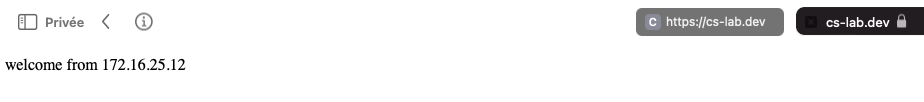 Privée
C https://cs-lab.dev
cs-lab.dev
welcome from 172.16.25.12